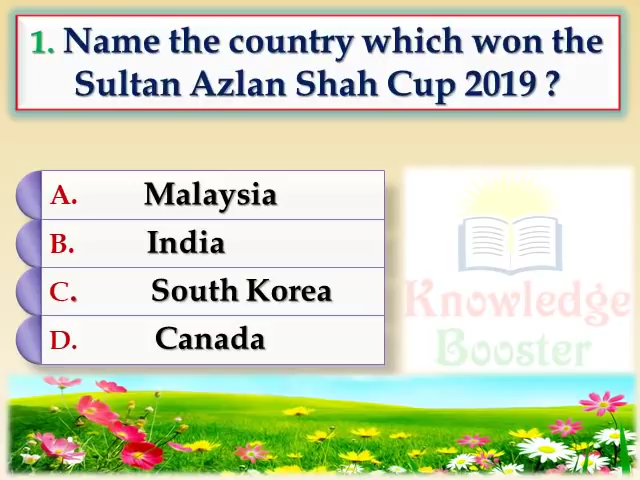 1. Name the country which won the
Sultan Azlan Shah Cup 2019 ?
A. Malaysia
B. India
C. South Korea
D. Canada
Knowledge
Booster